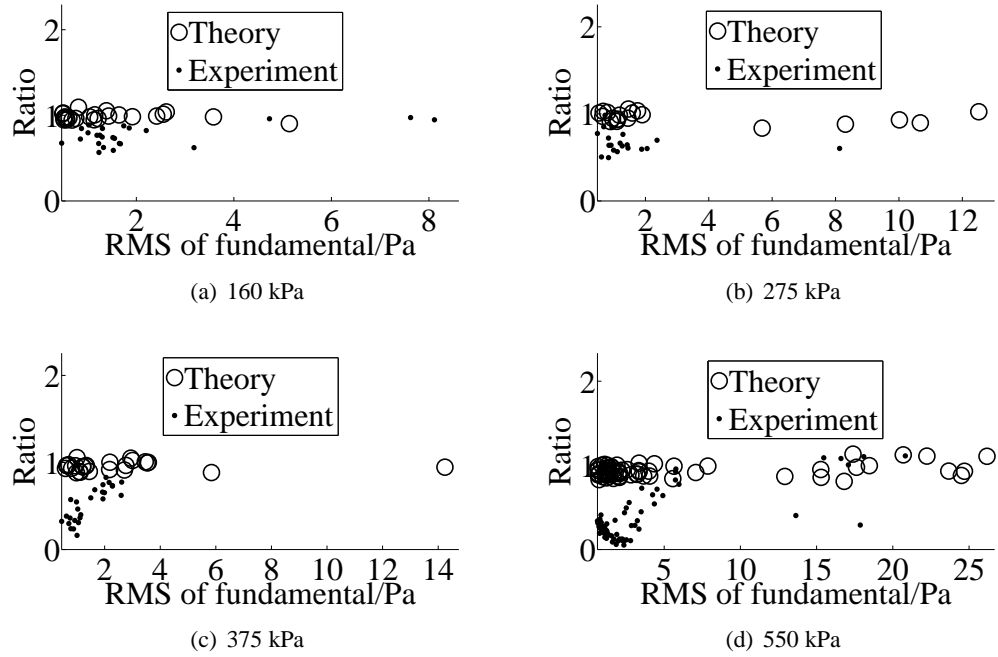 2
Theory
Experiment
1
Ratio
0
2 4 6 8
RMS of fundamental/Pa
(a) 160 kPa
2
Theory
Experiment
1
Ratio
0
2 4 6 8 10 12
RMS of fundamental/Pa
(b) 275 kPa
2
Theory
Experiment
1
Ratio
0
2 4 6 8 10 12 14
RMS of fundamental/Pa
(c) 375 kPa
2
Theory
Experiment
1
Ratio
0
5 10 15 20 25
RMS of fundamental/Pa
(d) 550 kPa